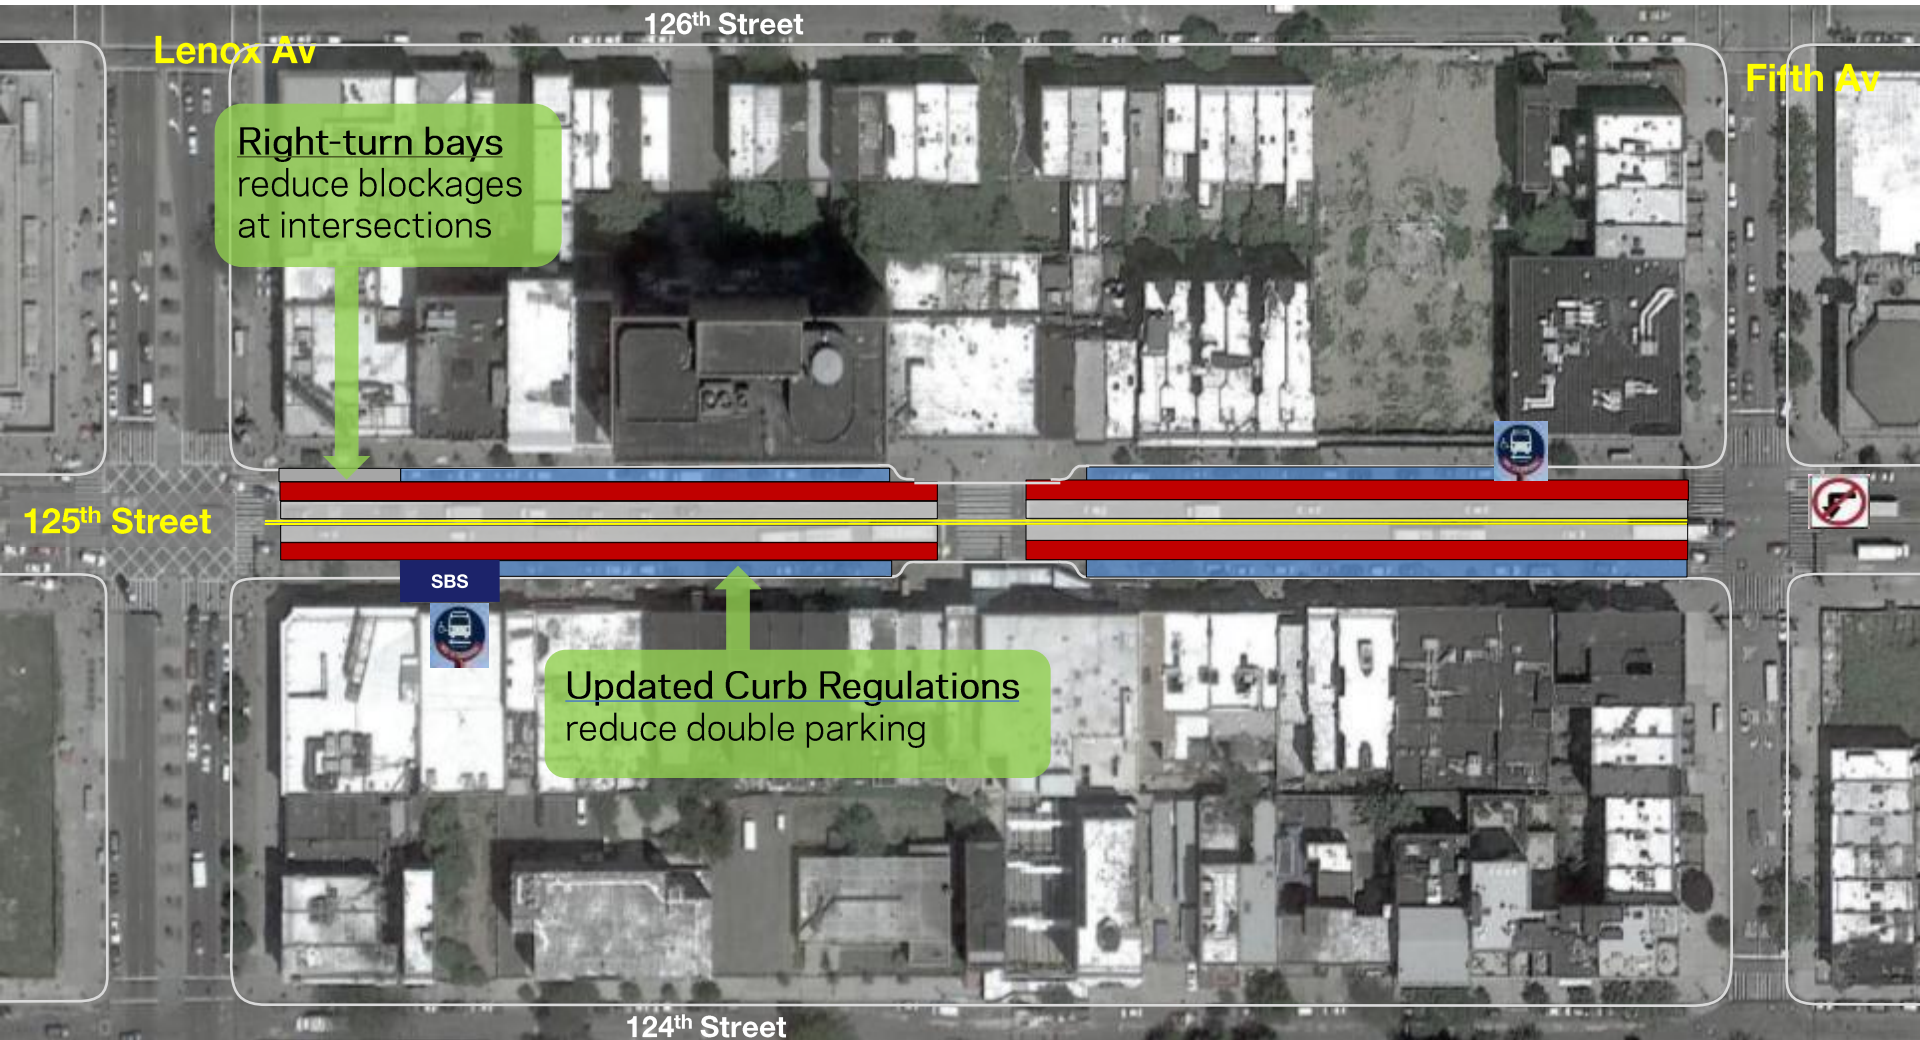 126th Street
Lenox Av
Fifth Av
Right-turn bays
reduce blockages
at intersections
125th Street
SBS
Updated Curb Regulations
reduce double parking
124th Street